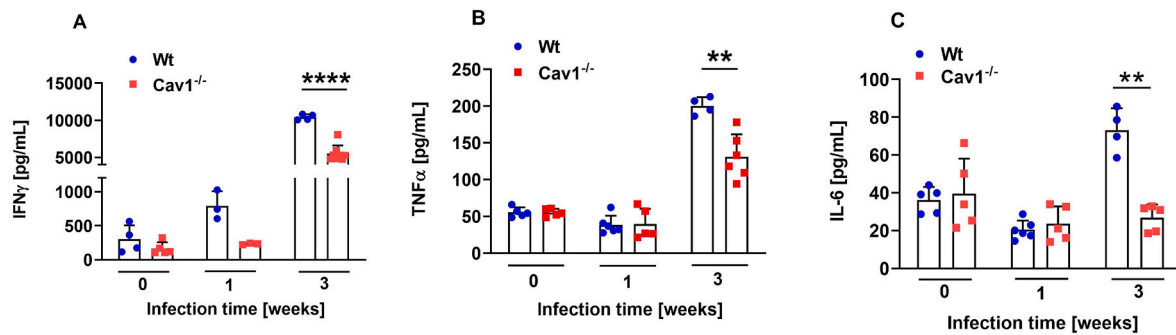 A
Wt
Cav1-/-
****
15000
10000
5000
1000
500
0
IFNγ [pg/mL]
0 1 3
Infection time [weeks]
B
Wt
Cav1-/-
**
250
200
150
100
50
0
TNFα [pg/mL]
0 1 3
Infection time [weeks]
C
Wt
Cav1-/-
**
100
80
60
40
20
0
IL-6 [pg/mL]
0 1 3
Infection time [weeks]